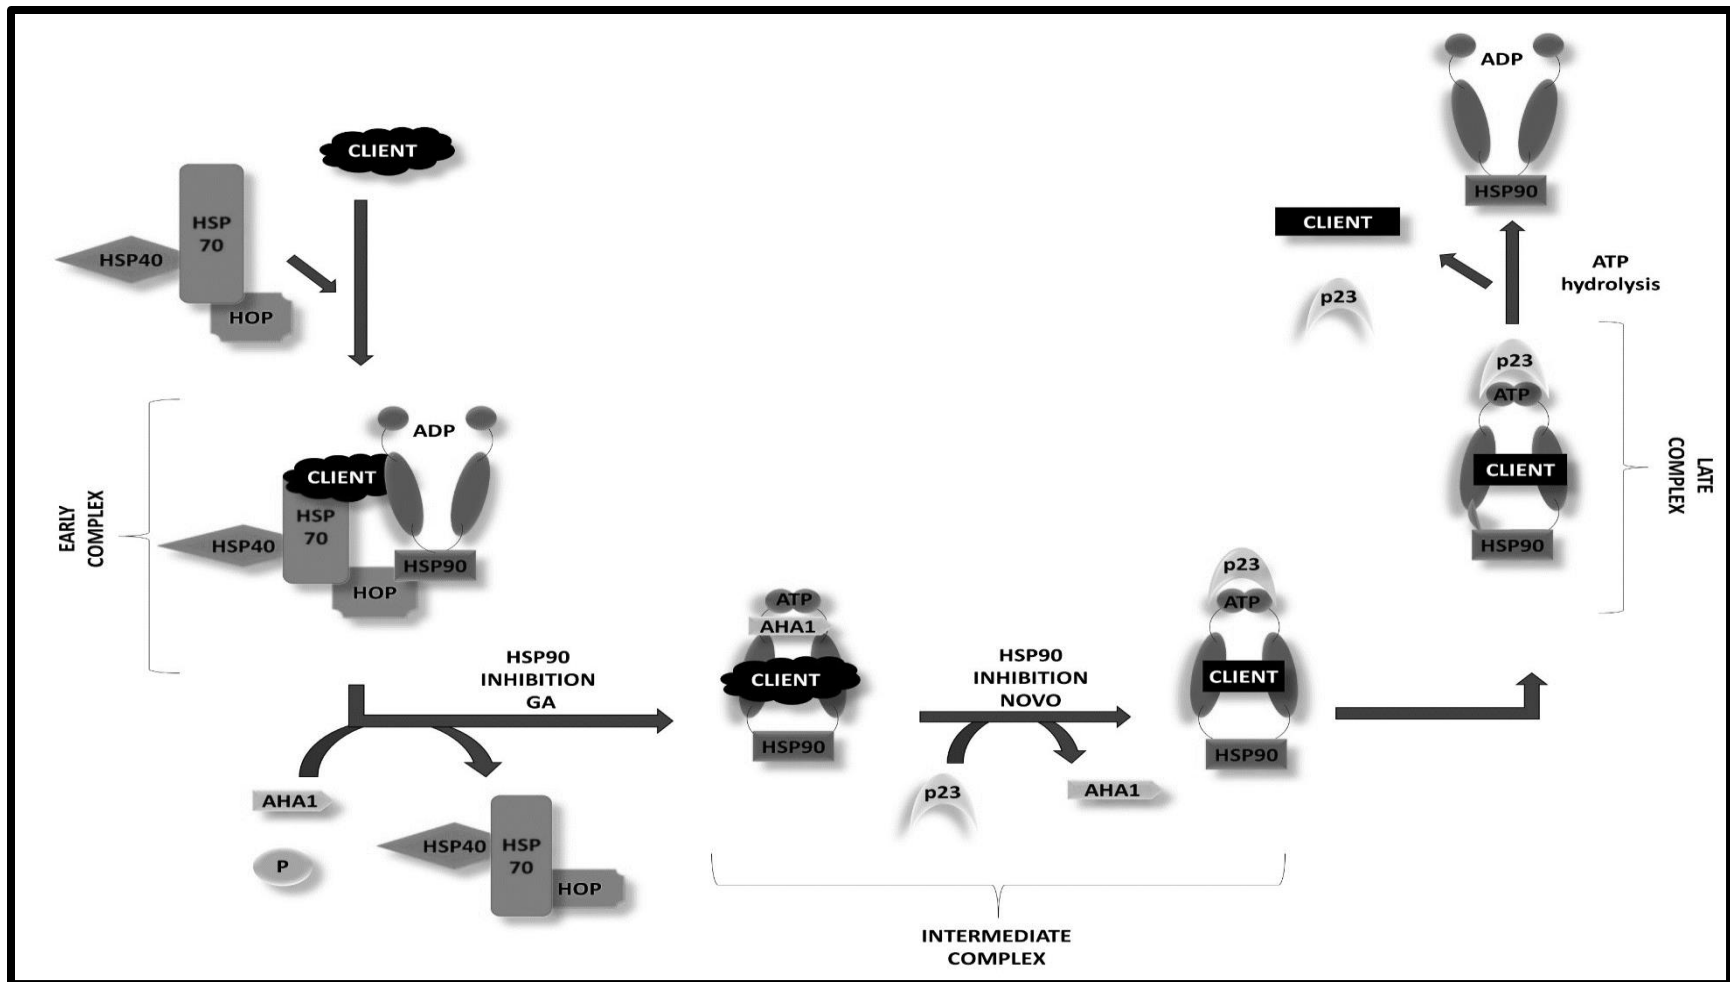 CLIENT
HSP
70
HSP40
HOP
EARLY
COMPLEX
ADP
CLIENT
HSP
70
HSP40
HSP90
HOP
HSP90
INHIBITION
GA
AHA1
P
HSP40
HSP
70
HOP
ATP
AHA1
CLIENT
HSP90
HSP90
INHIBITION
NOVO
p23
AHA1
p23
ATP
CLIENT
HSP90
INTERMEDIATE
COMPLEX
ADP
HSP90
CLIENT
p23
ATP
hydrolysis
p23
ATP
CLIENT
HSP90
LATE
COMPLEX